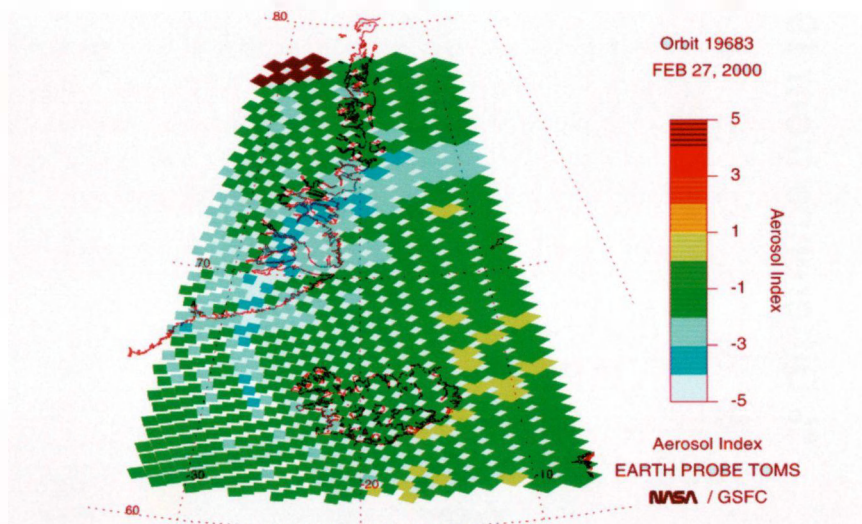 80
Orbit 19683
FEB 27, 2000
5
3
1
-1
-3
-5
Aerosol Index
70
-30
-20
-10
60
Aerosol Index
EARTH PROBE TOMS
NASA / GSFC